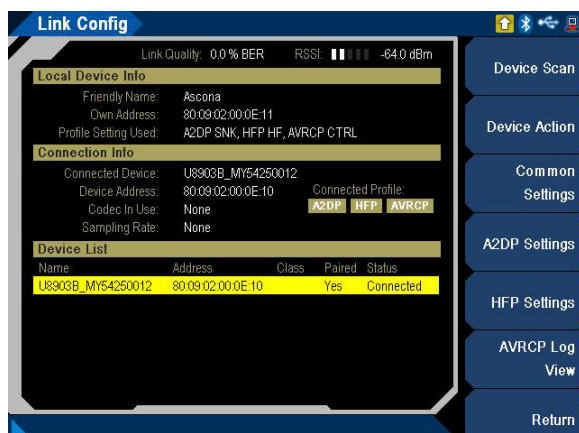 Link Config
Link Quality: 0.0 % BER RSSI: -64.0 dBm
Local Device Info
Friendly Name: Ascona
Own Address: 80:09:02:00:0E:11
Profile Setting Used: A2DP SNK, HFP HF, AVRCP CTRL
Connection Info
Connected Device: U8903B_MY54250012
Device Address: 80:09:02:00:0E:10 Connected Profile:
Codec In Use: None A2DP HFP AVRCP
Sampling Rate: None
Device List
Name Address Class Paired Status
U8903B_MY54250012 80:09:02:00:0E:10 Yes Connected
Device Scan
Device Action
Common
Settings
A2DP Settings
HFP Settings
AVRCP Log
View
Return